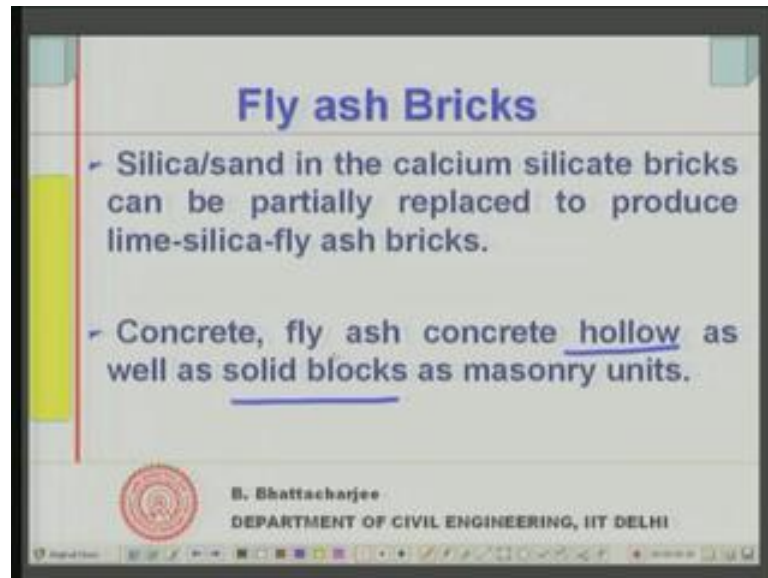 Fly ash Bricks
Silica/sand in the calcium silicate bricks
can be partially replaced to produce
lime-silica-fly ash bricks.
Concrete, fly ash concrete hollow as
well as solid blocks as masonry units.
B. Bhattacharjee
DEPARTMENT OF CIVIL ENGINEERING, IIT DELHI